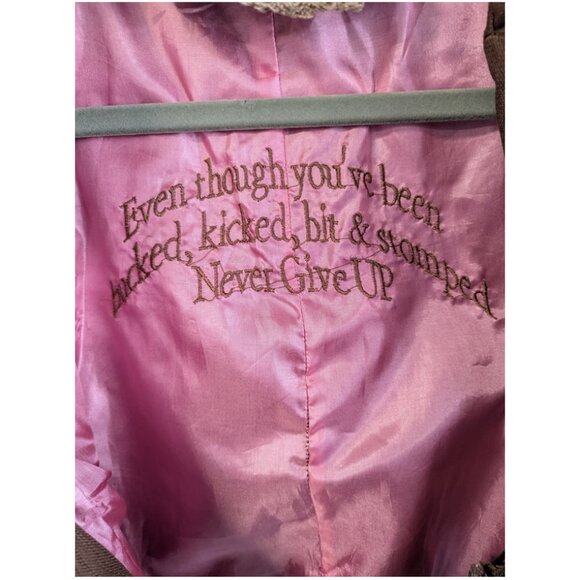 Even though you've been
bucked, kicked, bit & stomped
Never Give UP